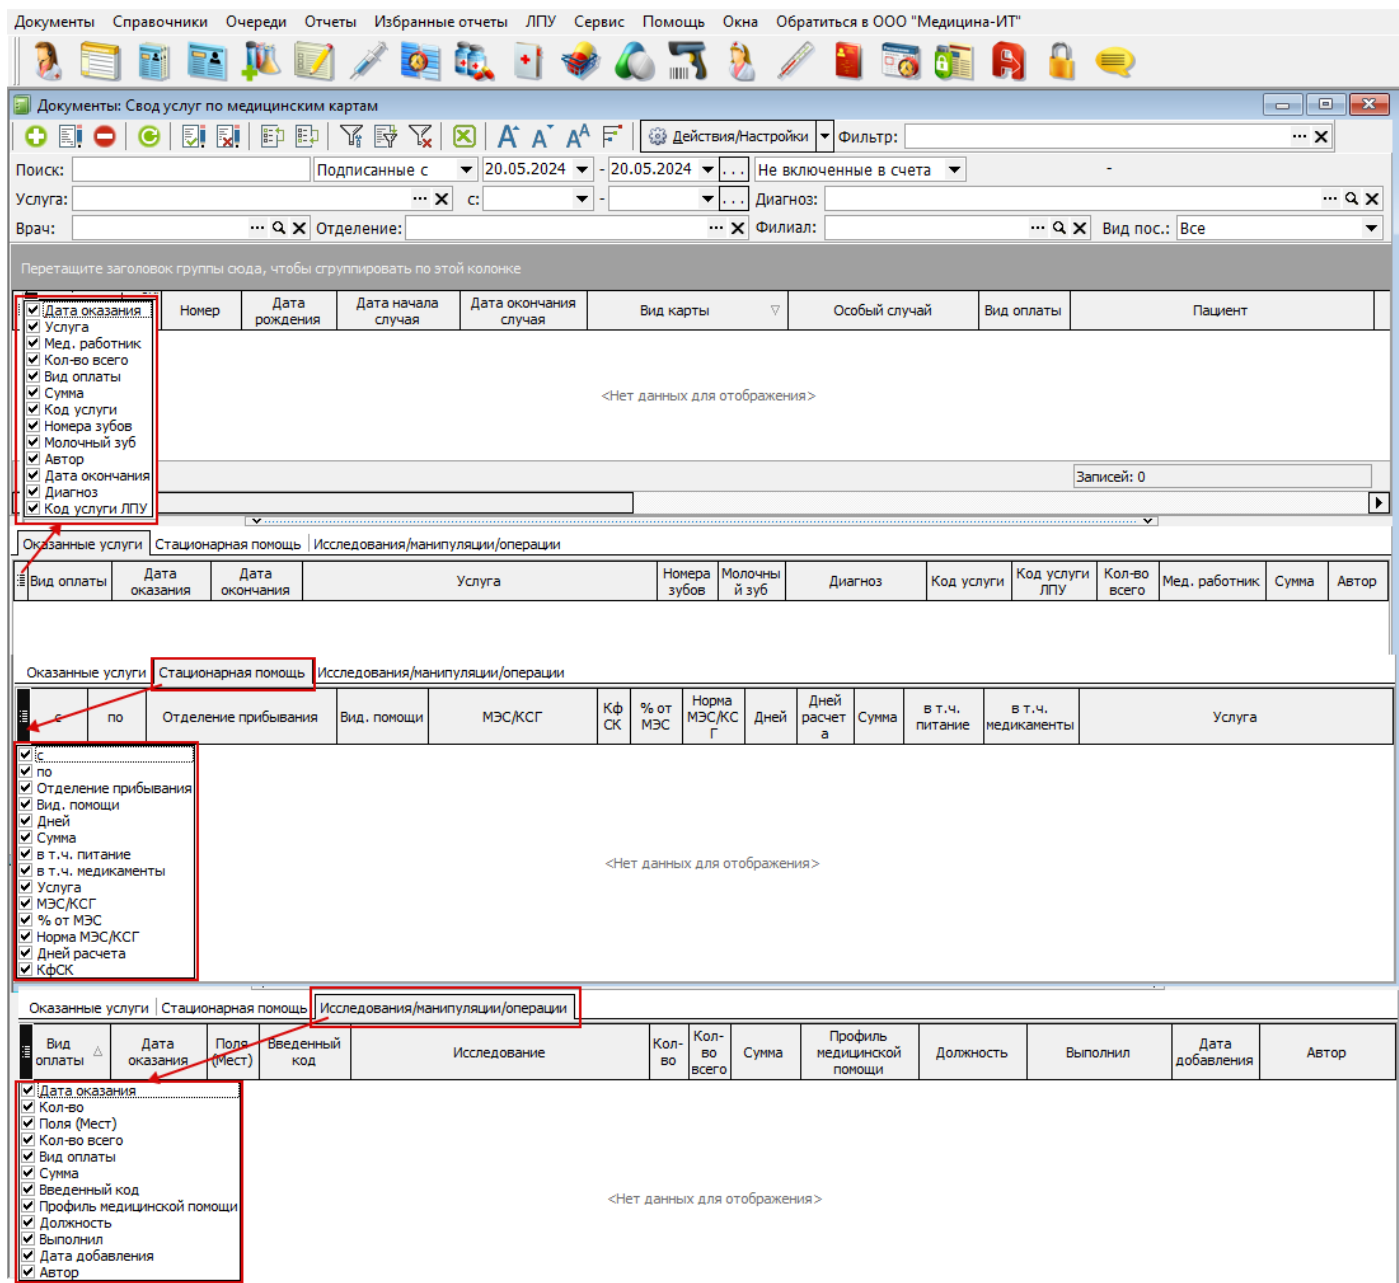 Документы Справочники Очереди Отчеты Избранные отчеты ЛПУ Сервис Помощь Окна Обратиться в ООО "Медицина-ИТ"
Документы: Свод услуг по медицинским картам
Действия/Настройки Фильтр:
Поиск: Подписанные с 20.05.2024 - 20.05.2024 ... Не включенные в счета -
Услуга: с: - ... Диагноз:
Врач: Отделение: Филиал: Вид пос.: Все
Перетащите заголовок группы сюда, чтобы сгруппировать по этой колонке
Номер Дата рождения Дата начала случая Дата окончания случая Вид карты Особый случай Вид оплаты Пациент
Дата оказания
Услуга
Мед. работник
Кол-во всего
Вид оплаты
Сумма
Код услуги
Номера зубов
Молочный зуб
Автор
Дата окончания
Диагноз
Код услуги ЛПУ
<Нет данных для отображения>
Записей: 0
Оказанные услуги Стационарная помощь Исследования/манипуляции/операции
Вид оплаты Дата оказания Дата окончания Услуга Номера зубов Молочный зуб Диагноз Код услуги Код услуги ЛПУ Кол-во всего Мед. работник Сумма Автор
Оказанные услуги Стационарная помощь Исследования/манипуляции/операции
с по Отделение прибывания Вид. помощи МЭС/КСГ КфСК % от МЭС Норма МЭС/КСГ Дней Дней расчета Сумма в т.ч. питание в т.ч. медикаменты Услуга
с
по
Отделение прибывания
Вид. помощи
Дней
Сумма
в т.ч. питание
в т.ч. медикаменты
Услуга
МЭС/КСГ
% от МЭС
Норма МЭС/КСГ
Дней расчета
КфСК
<Нет данных для отображения>
Оказанные услуги Стационарная помощь Исследования/манипуляции/операции
Вид оплаты Дата оказания Поля (Мест) Введенный код Исследование Кол-во Кол-во всего Сумма Профиль медицинской помощи Должность Выполнил Дата добавления Автор
Дата оказания
Кол-во
Поля (Мест)
Кол-во всего
Вид оплаты
Сумма
Введенный код
Профиль медицинской помощи
Должность
Выполнил
Дата добавления
Автор
<Нет данных для отображения>